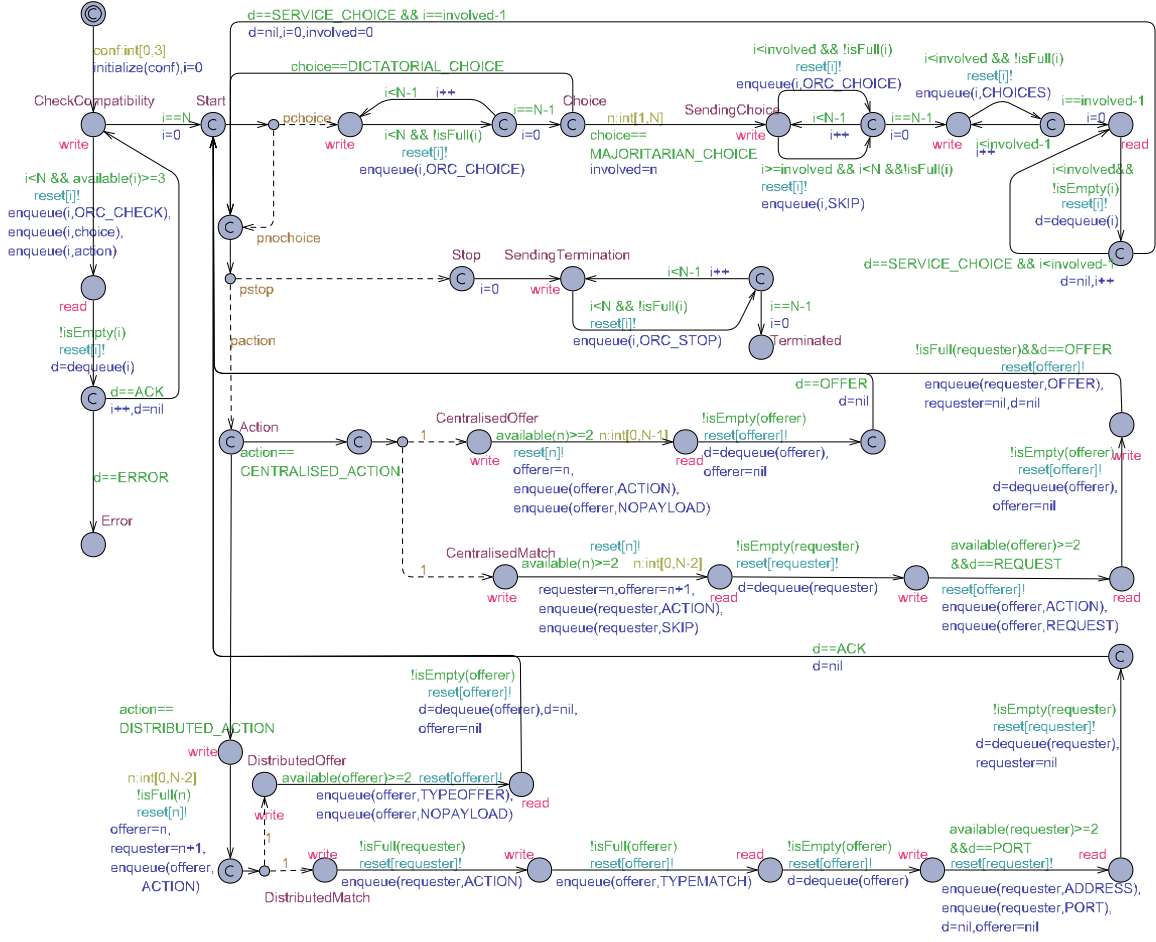 C
d==SERVICE_CHOICE && i==involved-1
d=nil,i=0,involved=0
conf:int[0,3]
initialize(conf),i=0
choice==DICTATORIAL_CHOICE
i<involved && !isFull(i)
reset[i]!
enqueue(i,ORC_CHOICE)
i<involved && !isFull(i)
reset[i]!
enqueue(i,CHOICES)
CheckCompatibility
write
i==N
i=0
Start
C
pchoice
i<N-1 i++
write
i<N && !isFull(i)
reset[i]!
enqueue(i,ORC_CHOICE)
C
i==N-1
i=0
Choice
C
n:int[1,N]
choice==
MAJORITARIAN_CHOICE
involved=n
SendingChoice
write
i<N-1
i++
C
i==N-1
i=0
i>=involved && i<N &&!isFull(i)
reset[i]!
enqueue(i,SKIP)
write
i<involved-1
i++
C
i==involved-1
i=0
read
i<involved&&
!isEmpty(i)
reset[i]!
d=dequeue(i)
C
d==SERVICE_CHOICE && i<involved-1
d=nil,i++
i<N && available(i)>=3
reset[i]!
enqueue(i,ORC_CHECK),
enqueue(i,choice),
enqueue(i,action)
read
!isEmpty(i)
reset[i]!
d=dequeue(i)
C
d==ACK
i++,d=nil
d==ERROR
Error
C
pnochoice
pstop
paction
Stop
C
i=0
SendingTermination
write
i<N-1 i++
C
i<N && !isFull(i)
reset[i]!
enqueue(i,ORC_STOP)
i==N-1
i=0
Terminated
!isFull(requester)&&d==OFFER
reset[offerer]!
enqueue(requester,OFFER),
requester=nil,d=nil
d==OFFER
d=nil
Action
C
action==
CENTRALISED_ACTION
C
1
CentralisedOffer
write
available(n)>=2 n:int[0,N-1]
reset[n]!
offerer=n,
enqueue(offerer,ACTION),
enqueue(offerer,NOPAYLOAD)
read
!isEmpty(offerer)
reset[offerer]!
d=dequeue(offerer),
offerer=nil
C
write
!isEmpty(offerer)
reset[offerer]!
d=dequeue(offerer),
offerer=nil
1
CentralisedMatch
write
reset[n]!
available(n)>=2 n:int[0,N-2]
requester=n,offerer=n+1,
enqueue(requester,ACTION),
enqueue(requester,SKIP)
read
!isEmpty(requester)
reset[requester]!
d=dequeue(requester)
write
available(offerer)>=2
&&d==REQUEST
reset[offerer]!
enqueue(offerer,ACTION),
enqueue(offerer,REQUEST)
read
d==ACK
d=nil
C
action==
DISTRIBUTED_ACTION
write
n:int[0,N-2]
!isFull(n)
reset[n]!
offerer=n,
requester=n+1,
enqueue(offerer,
ACTION)
C
1
DistributedOffer
write
available(offerer)>=2 reset[offerer]!
enqueue(offerer,TYPEOFFER),
enqueue(offerer,NOPAYLOAD)
read
!isEmpty(offerer)
reset[offerer]!
d=dequeue(offerer),d=nil,
offerer=nil
1
DistributedMatch
write
!isFull(requester)
reset[requester]!
enqueue(requester,ACTION)
write
!isFull(offerer)
reset[offerer]!
enqueue(offerer,TYPEMATCH)
read
!isEmpty(offerer)
reset[offerer]!
d=dequeue(offerer)
write
available(requester)>=2
&&d==PORT
reset[requester]!
enqueue(requester,ADDRESS),
enqueue(requester,PORT),
d=nil,offerer=nil
read
!isEmpty(requester)
reset[requester]!
d=dequeue(requester),
requester=nil